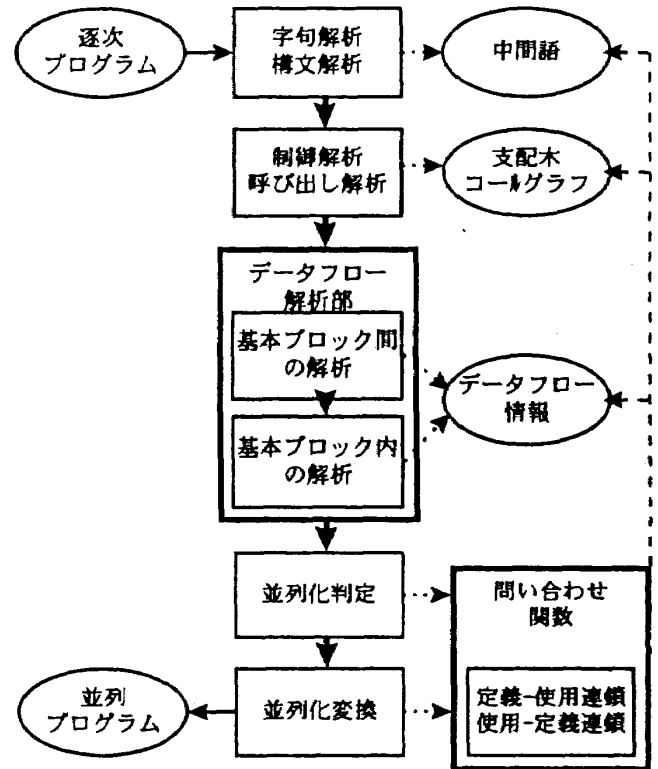 逐次
プログラム
字句解析
構文解析
中間語
制御解析
呼び出し解析
支配木
コールグラフ
データフロー
解析部
基本ブロック間
の解析
データフロー
情報
基本ブロック内
の解析
並列化判定
問い合わせ
関数
並列
プログラム
並列化変換
定義-使用連鎖
使用-定義連鎖